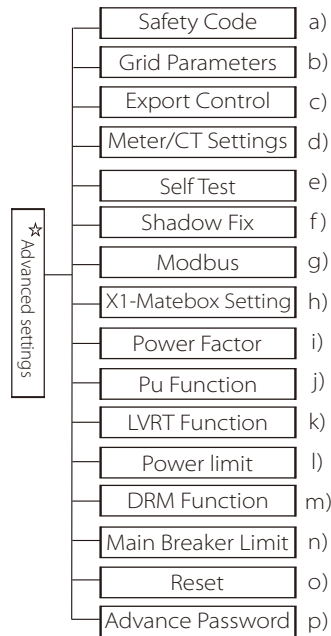 Safety Code a)
Grid Parameters b)
Export Control c)
Meter/CT Settings d)
Self Test e)
Shadow Fix f)
Modbus g)
X1-Matebox Setting h)
Power Factor i)
Pu Function j)
LVRT Function k)
Power limit l)
DRM Function m)
Main Breaker Limit n)
Reset o)
Advance Password p)
☆Advanced settings